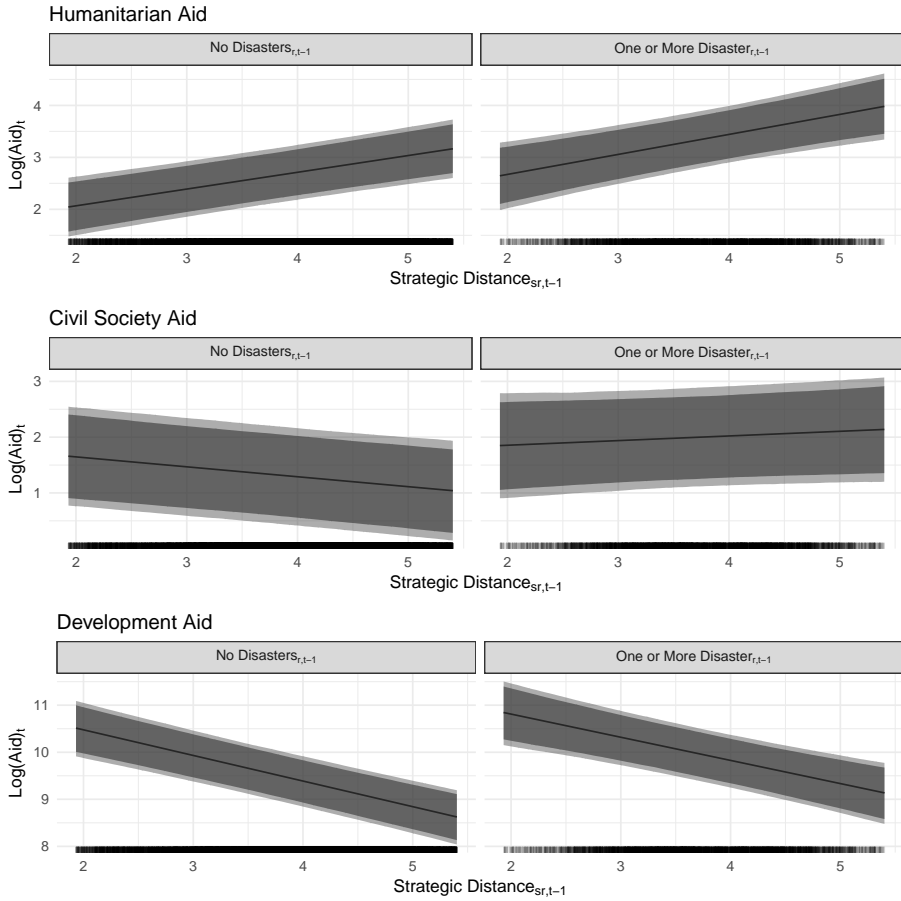 Humanitarian Aid
No Disasters r,t−1
One or More Disaster r,t−1
Log(Aid)t
4
3
2
2 3 4 5
2 3 4 5
Strategic Distance sr,t−1
Civil Society Aid
No Disasters r,t−1
One or More Disaster r,t−1
Log(Aid)t
3
2
1
2 3 4 5
2 3 4 5
Strategic Distance sr,t−1
Development Aid
No Disasters r,t−1
One or More Disaster r,t−1
Log(Aid)t
11
10
9
8
2 3 4 5
2 3 4 5
Strategic Distance sr,t−1